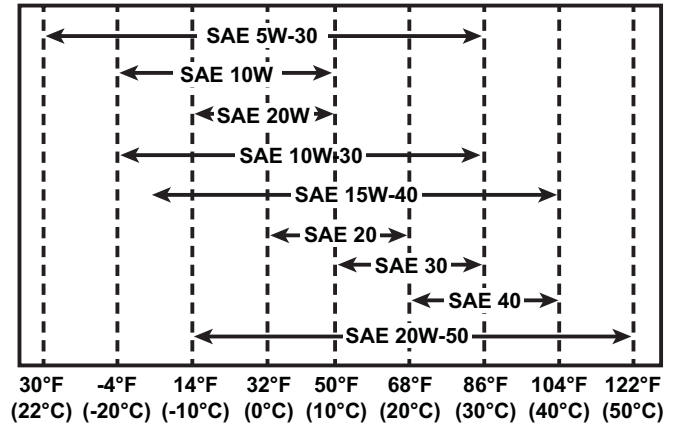 SAE 5W-30
SAE 10W
SAE 20W
SAE 10W-30
SAE 15W-40
SAE 20
SAE 30
SAE 40
SAE 20W-50
30°F -4°F 14°F 32°F 50°F 68°F 86°F 104°F 122°F
(22°C) (-20°C) (-10°C) (0°C) (10°C) (20°C) (30°C) (40°C) (50°C)